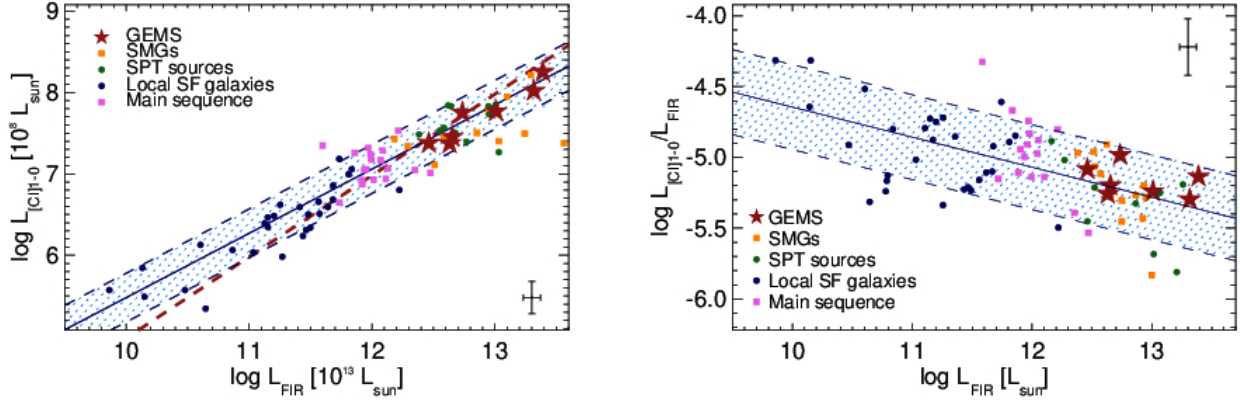 9
8
7
6
log L[CI]1-0 [10⁸ Lsun]
GEMS
SMGs
SPT sources
Local SF galaxies
Main sequence
10 11 12 13
log LFIR [10¹³ Lsun]
-4.0
-4.5
-5.0
-5.5
-6.0
log L[CI]1-0/LFIR
GEMS
SMGs
SPT sources
Local SF galaxies
Main sequence
10 11 12 13
log LFIR [Lsun]